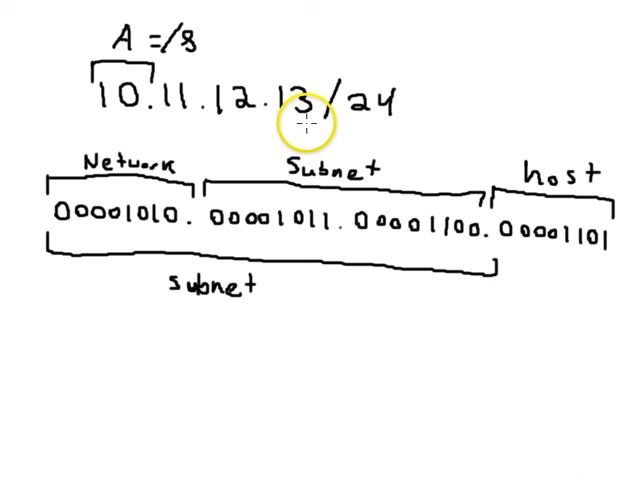 A = /8
10.11.12.13/24
Network Subnet host
00001010. 00001011. 00001100. 00001101
subnet